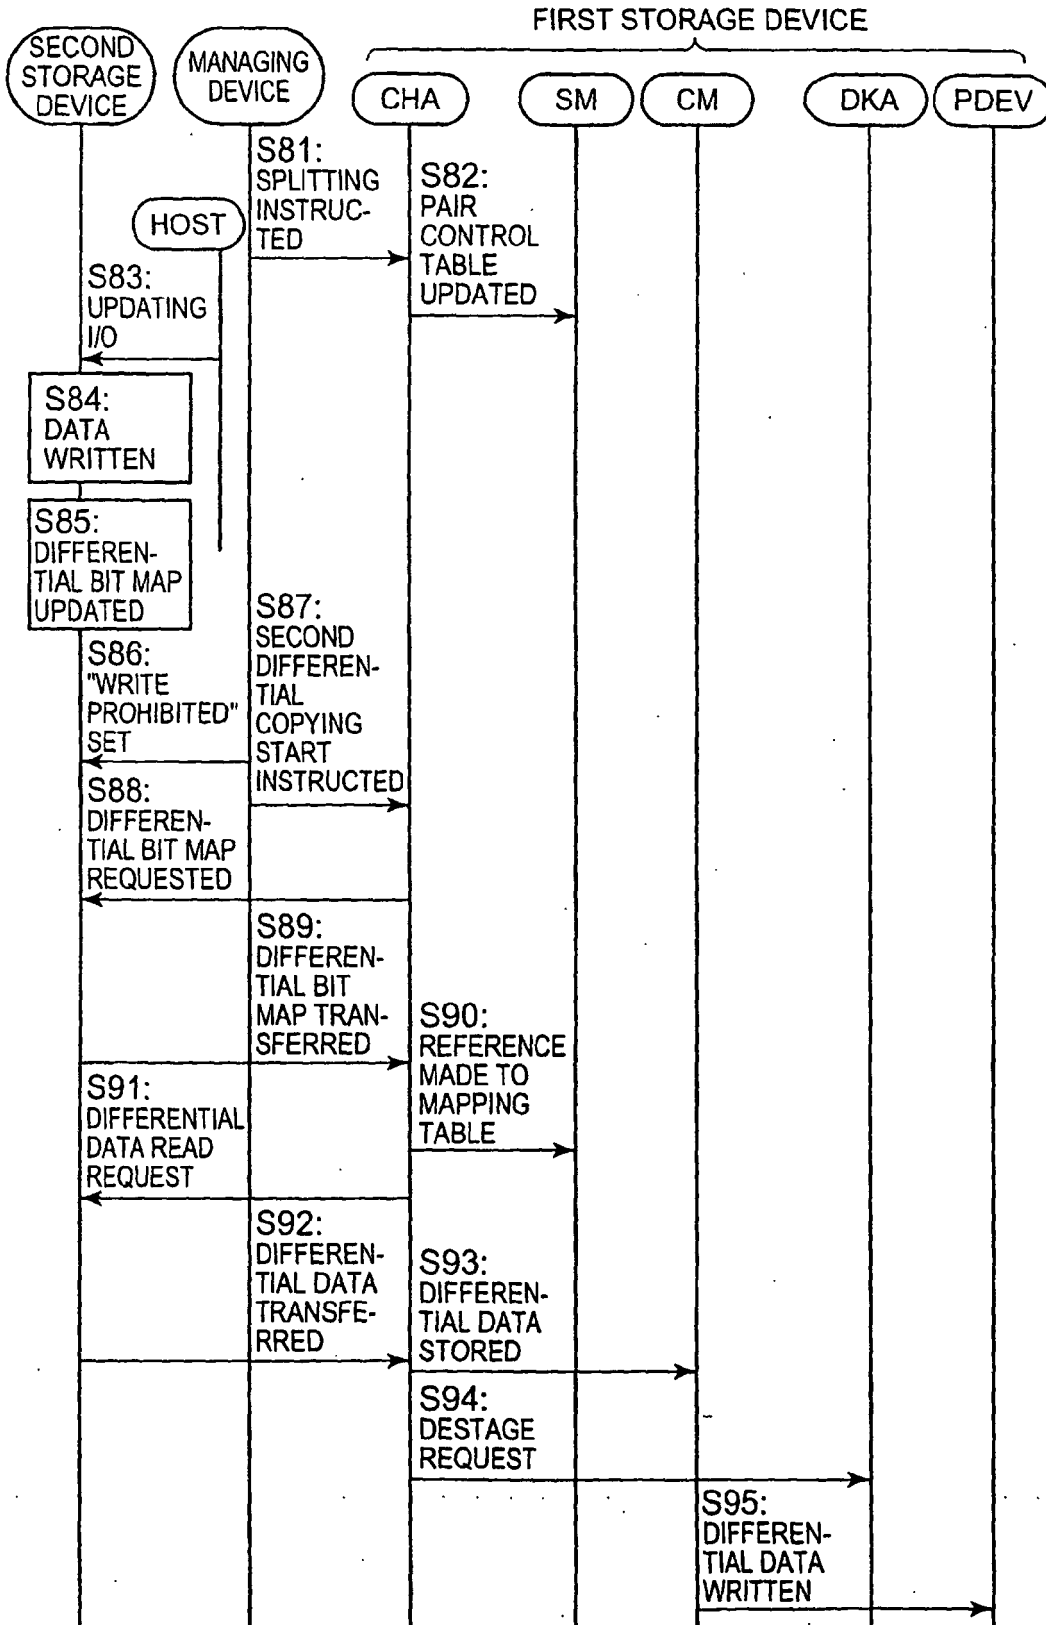 FIRST STORAGE DEVICE
SECOND
STORAGE
DEVICE
MANAGING
DEVICE
CHA
SM
CM
DKA
PDEV
HOST
S81:
SPLITTING
INSTRUC-
TED
S82:
PAIR
CONTROL
TABLE
UPDATED
S83:
UPDATING
I/O
S84:
DATA
WRITTEN
S85:
DIFFEREN-
TIAL BIT MAP
UPDATED
S86:
"WRITE
PROHIBITED"
SET
S87:
SECOND
DIFFEREN-
TIAL
COPYING
START
INSTRUCTED
S88:
DIFFEREN-
TIAL BIT MAP
REQUESTED
S89:
DIFFEREN-
TIAL BIT
MAP TRAN-
SFERRED
S90:
REFERENCE
MADE TO
MAPPING
TABLE
S91:
DIFFERENTIAL
DATA READ
REQUEST
S92:
DIFFEREN-
TIAL DATA
TRANSFE-
RRED
S93:
DIFFEREN-
TIAL DATA
STORED
S94:
DESTAGE
REQUEST
S95:
DIFFEREN-
TIAL DATA
WRITTEN